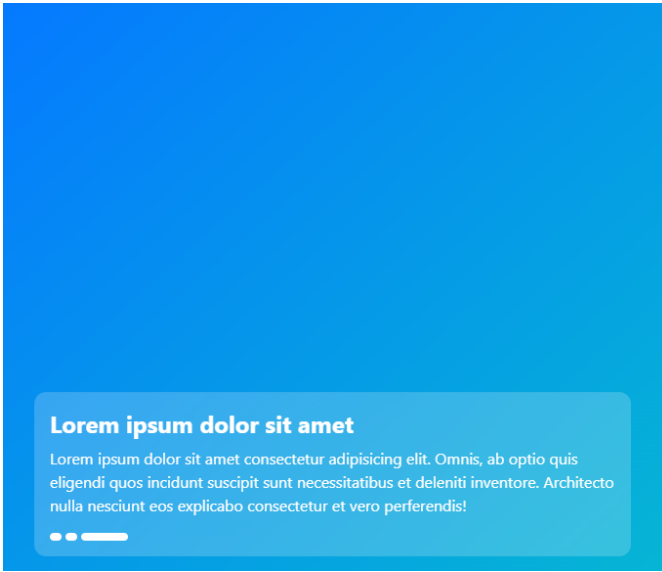 Lorem ipsum dolor sit amet
Lorem ipsum dolor sit amet consectetur adipisicing elit. Omnis, ab optio quis
eligendi quos incidunt suscipit sunt necessitatibus et deleniti inventore. Architecto
nulla nesciunt eos explicabo consectetur et vero perferendis!